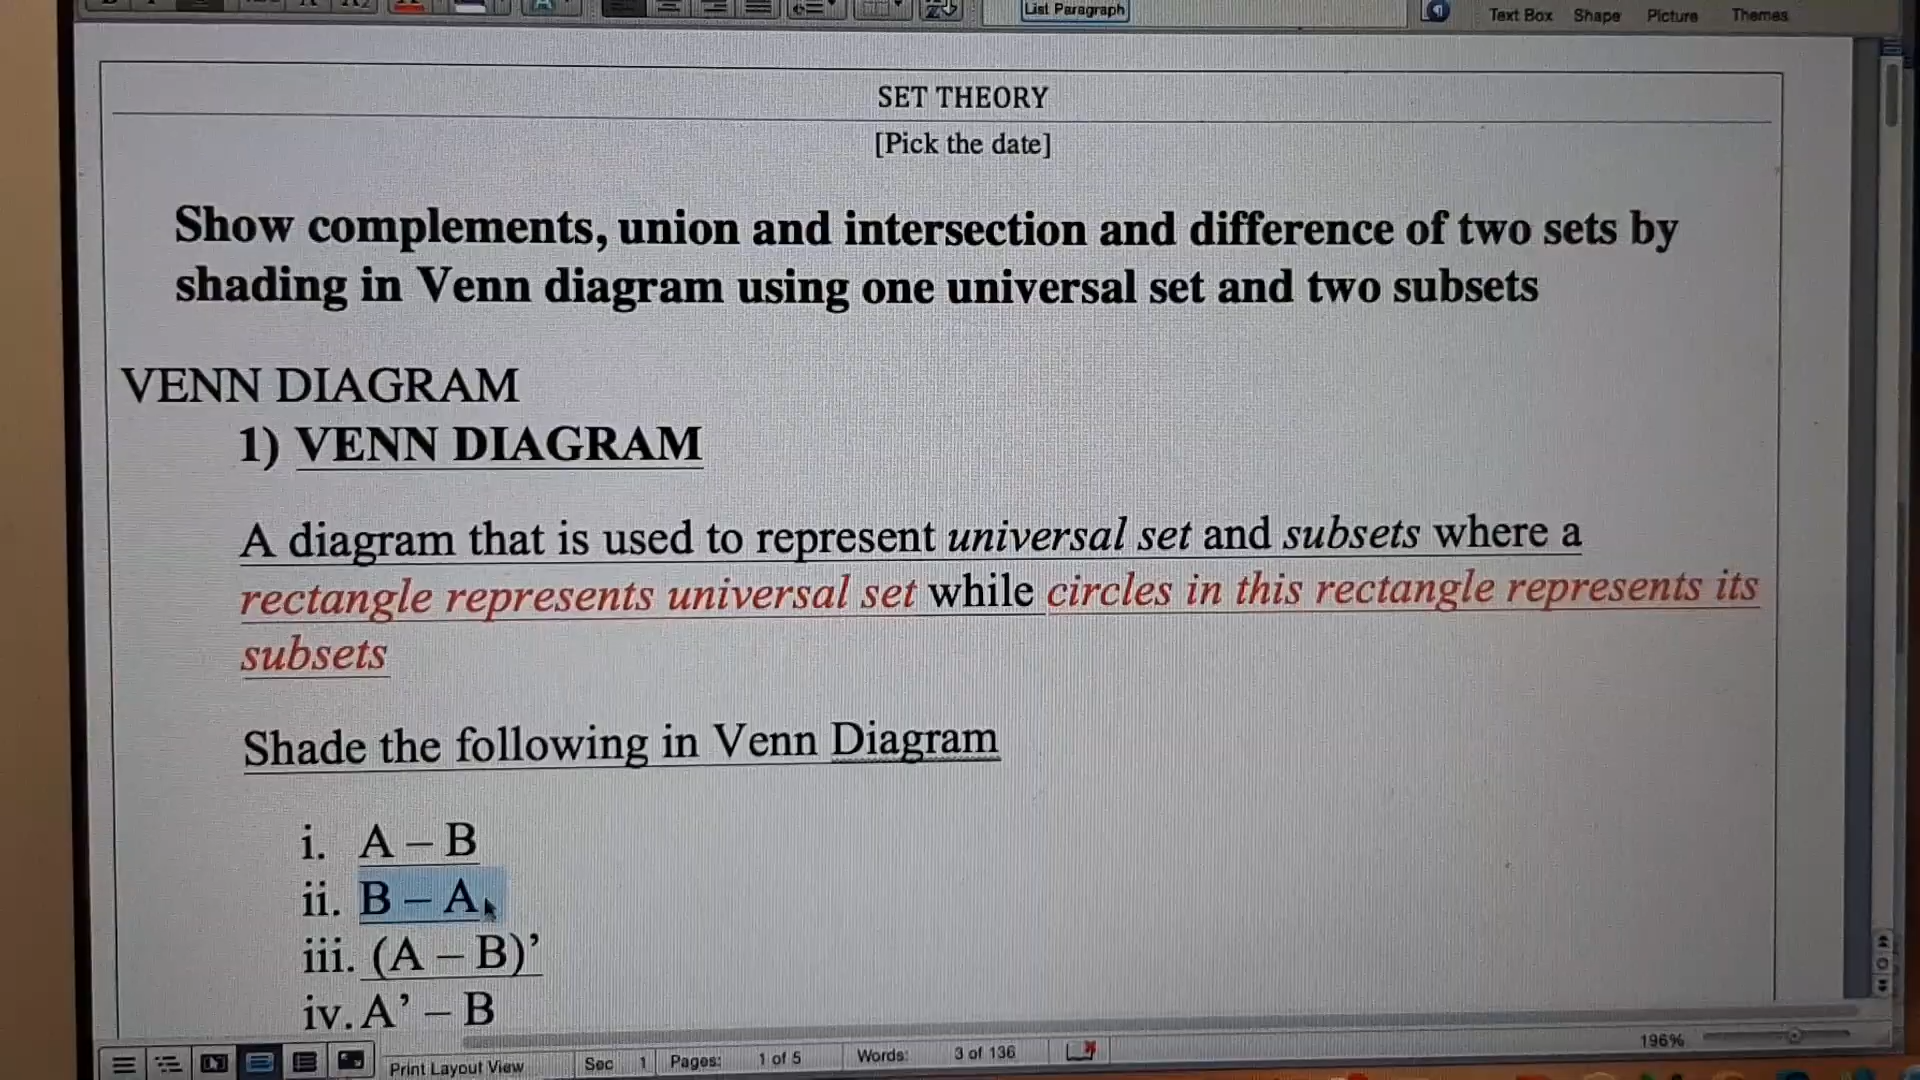 List Paragraph
Text Box Shape Picture Themes
SET THEORY
[Pick the date]
Show complements, union and intersection and difference of two sets by
shading in Venn diagram using one universal set and two subsets
VENN DIAGRAM
1) VENN DIAGRAM
A diagram that is used to represent universal set and subsets where a
rectangle represents universal set while circles in this rectangle represents its
subsets
Shade the following in Venn Diagram
i. A – B
ii. B – A
iii. (A – B)’
iv. A’ – B
196%
Print Layout View Sec 1 Pages: 1 of 5 Words: 3 of 136